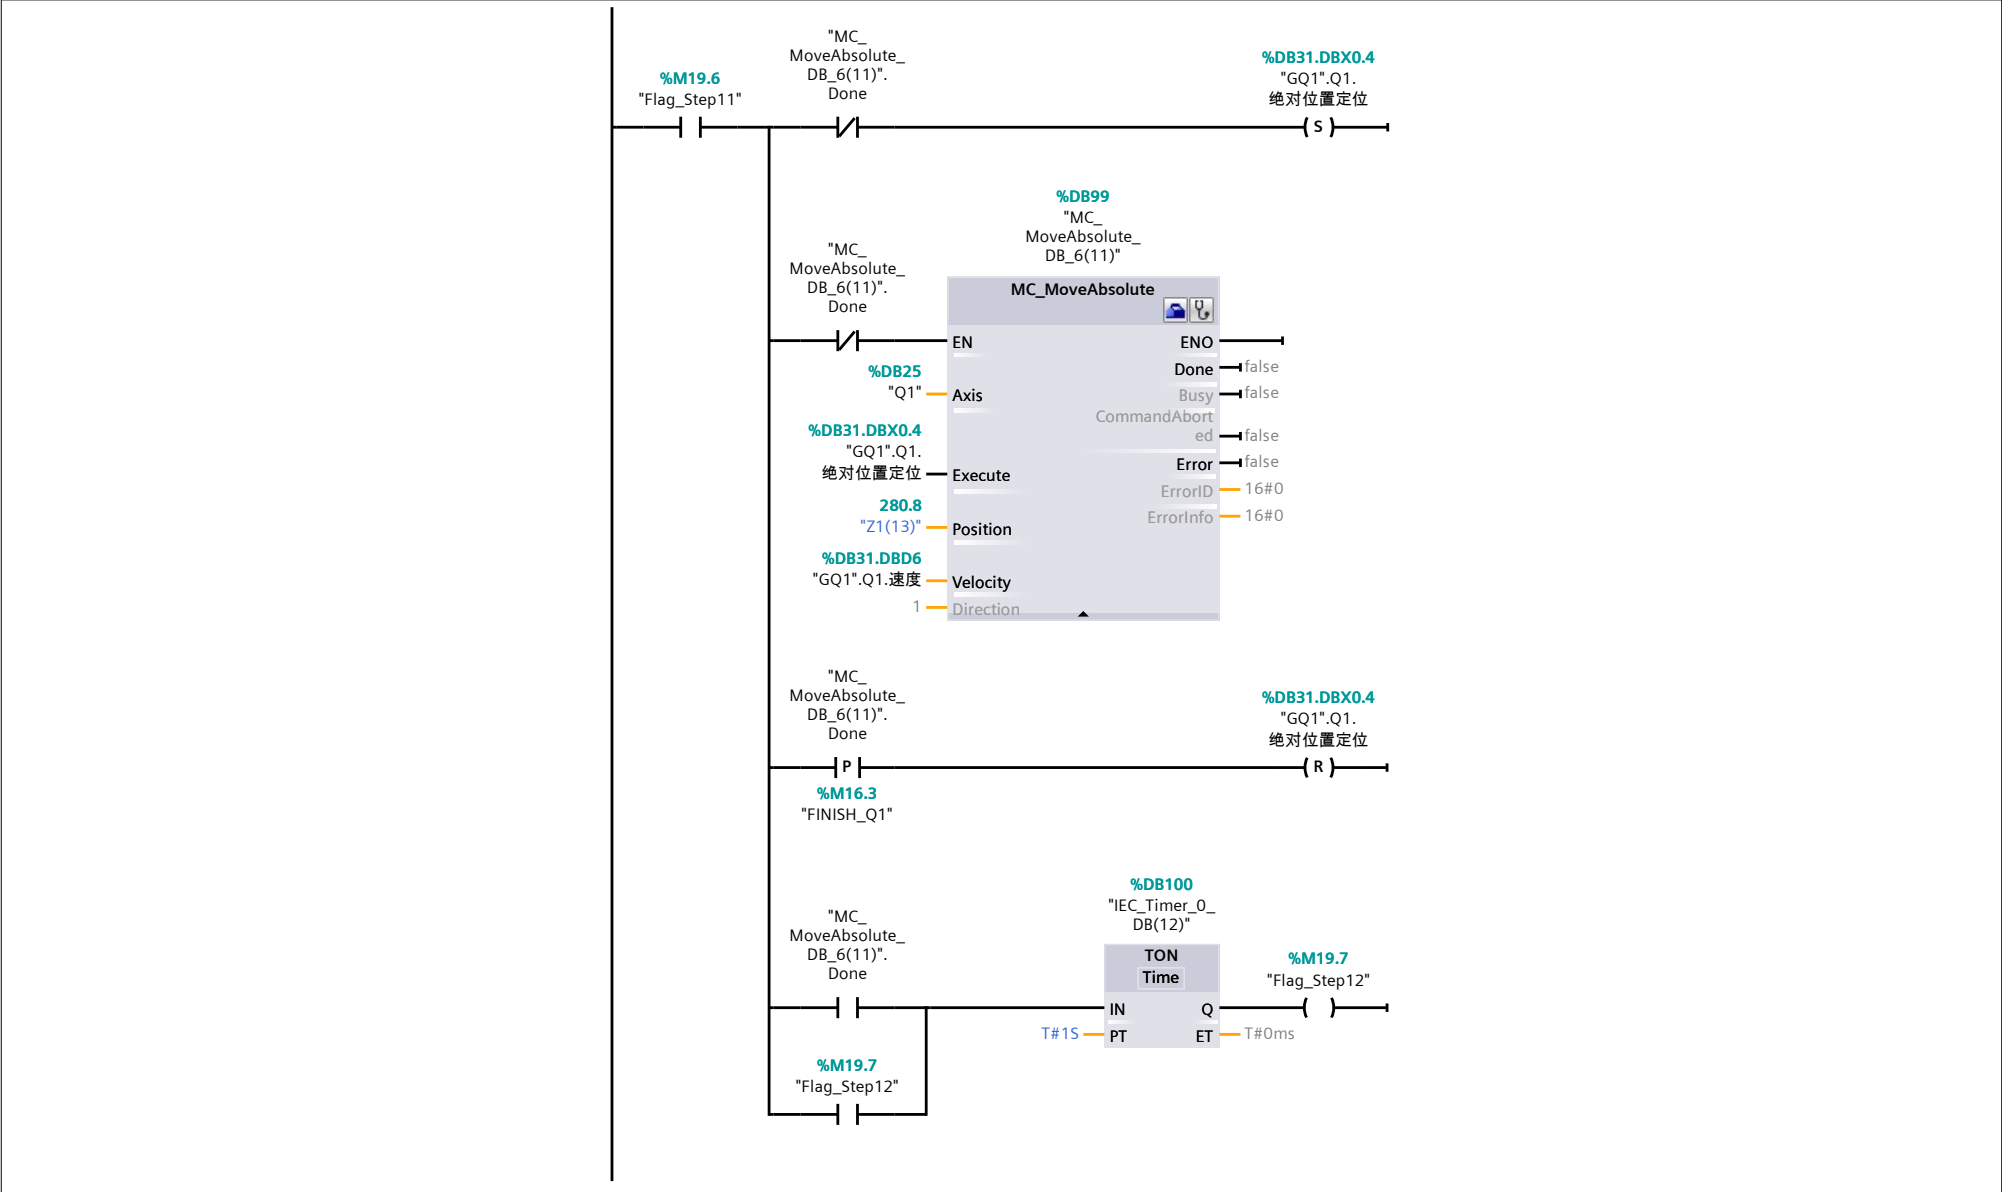 "MC_
MoveAbsolute_
DB_6(11)".
Done
%M19.6
"Flag_Step11"
%DB31.DBX0.4
"GQ1".Q1.
绝对位置定位
S
%DB99
"MC_
MoveAbsolute_
DB_6(11)"
"MC_
MoveAbsolute_
DB_6(11)".
Done
MC_MoveAbsolute
EN
ENO
%DB25
"Q1"
Axis
Done
false
Busy
false
CommandAbort
ed
false
%DB31.DBX0.4
"GQ1".Q1.
绝对位置定位
Execute
Error
false
ErrorID
16#0
280.8
"Z1(13)"
Position
ErrorInfo
16#0
%DB31.DBD6
"GQ1".Q1.速度
Velocity
1
Direction
"MC_
MoveAbsolute_
DB_6(11)".
Done
P
%M16.3
"FINISH_Q1"
%DB31.DBX0.4
"GQ1".Q1.
绝对位置定位
R
%DB100
"IEC_Timer_0_
DB(12)"
"MC_
MoveAbsolute_
DB_6(11)".
Done
TON
Time
%M19.7
"Flag_Step12"
IN
Q
T#1S
PT
ET
T#0ms
%M19.7
"Flag_Step12"